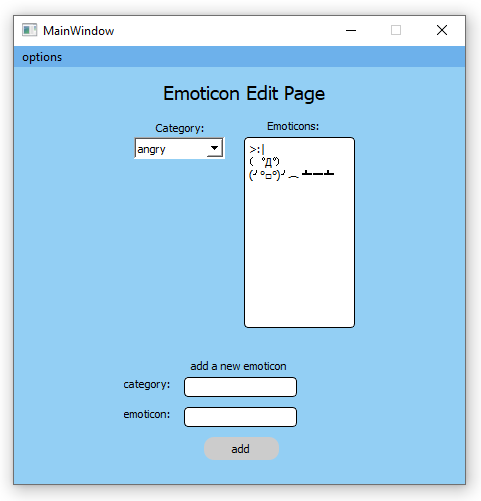 MainWindow
options
Emoticon Edit Page
Category:
Emoticons:
angry
>:|
( °Д°)
(╯°□°)╯︵ ┻━┻
add a new emoticon
category:
emoticon:
add